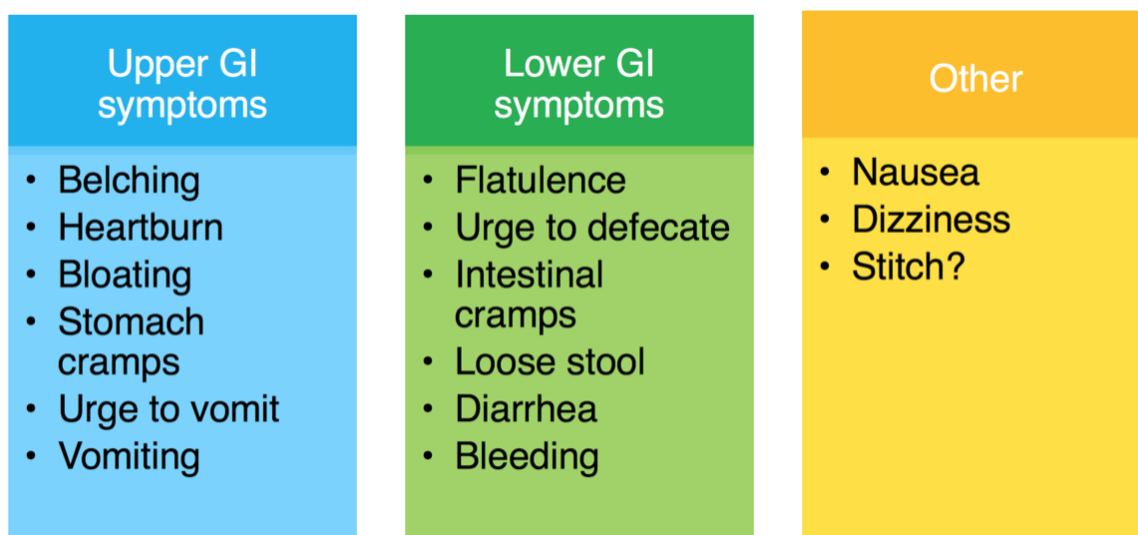 Upper GI
symptoms
• Belching
• Heartburn
• Bloating
• Stomach
cramps
• Urge to vomit
• Vomiting
Lower GI
symptoms
• Flatulence
• Urge to defecate
• Intestinal
cramps
• Loose stool
• Diarrhea
• Bleeding
Other
• Nausea
• Dizziness
• Stitch?